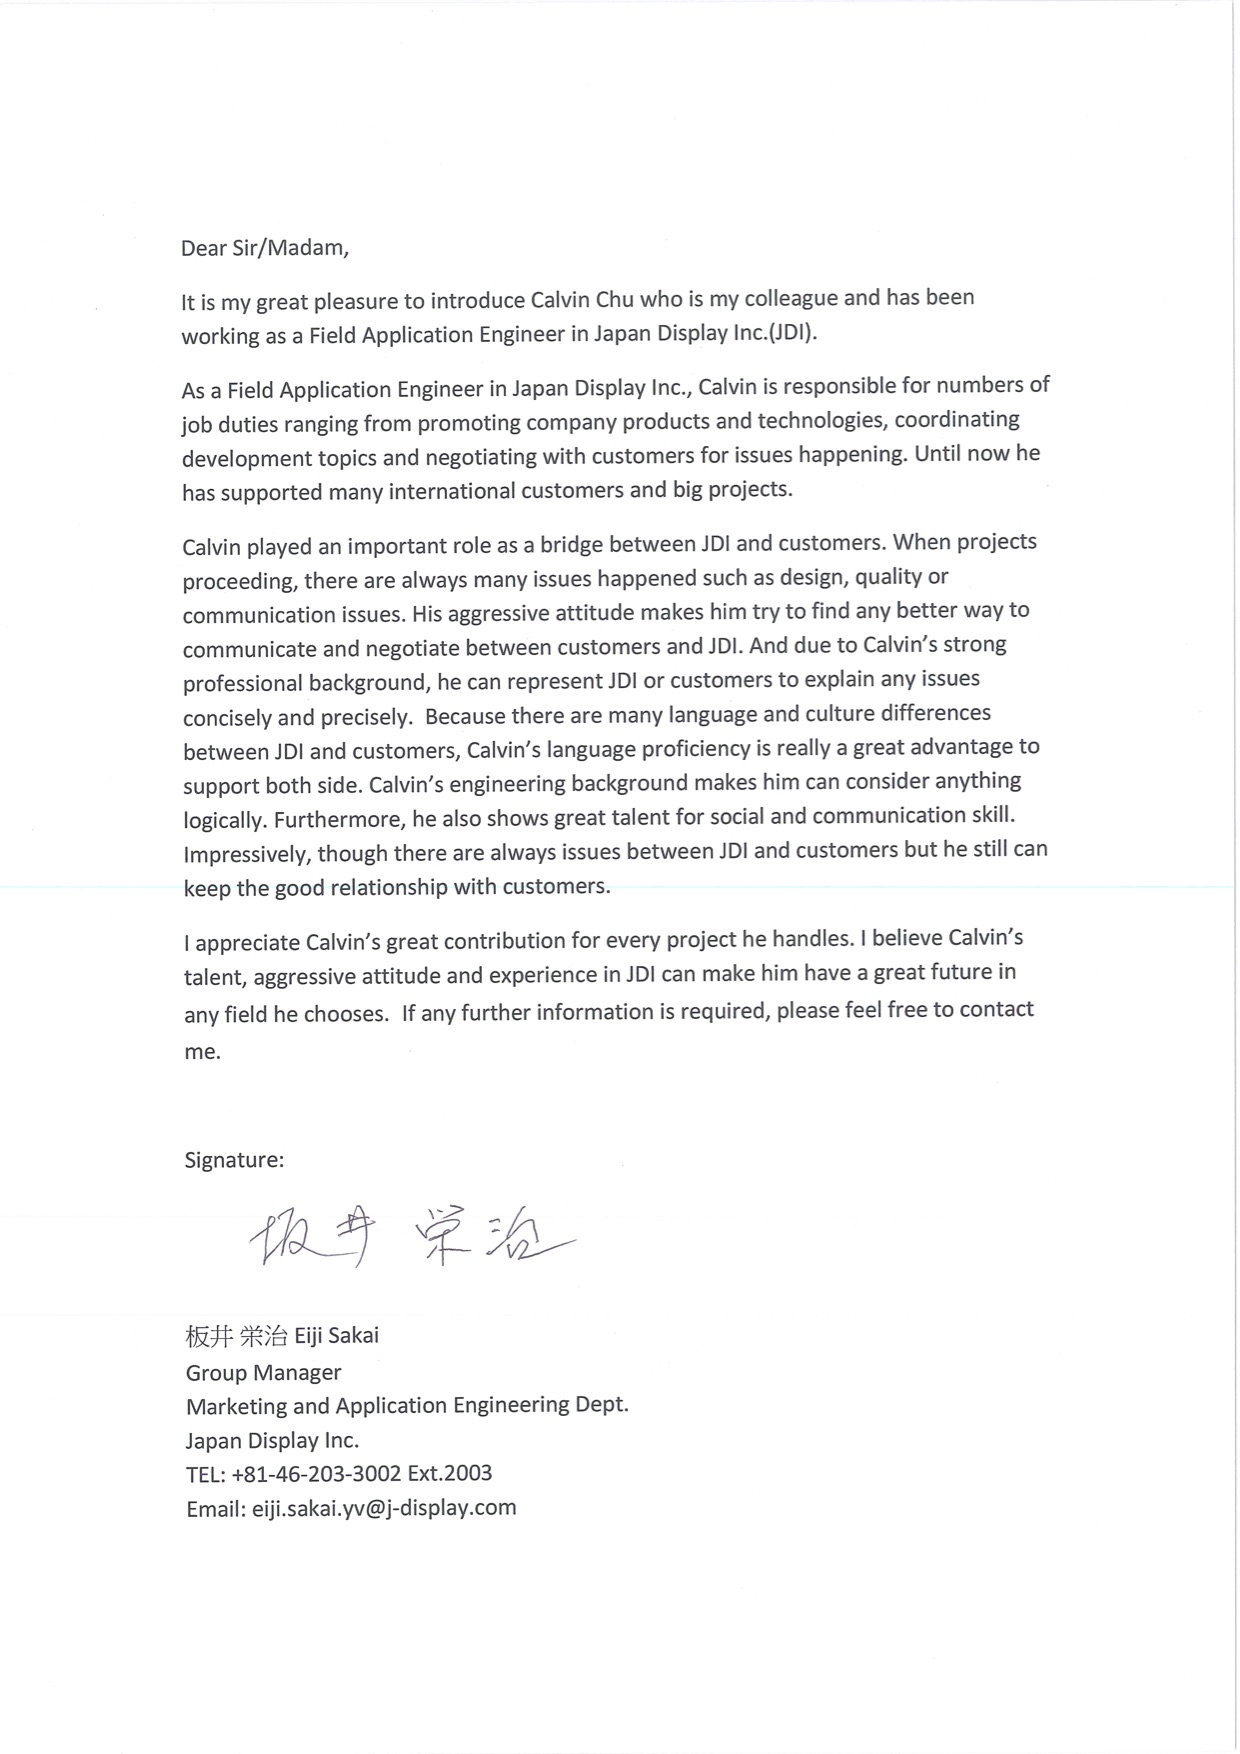 Dear Sir/Madam,
It is my great pleasure to introduce Calvin Chu who is my colleague and has been
working as a Field Application Engineer in Japan Display Inc.(JDI).
As a Field Application Engineer in Japan Display Inc., Calvin is responsible for numbers of
job duties ranging from promoting company products and technologies, coordinating
development topics and negotiating with customers for issues happening. Until now he
has supported many international customers and big projects.
Calvin played an important role as a bridge between JDI and customers. When projects
proceeding, there are always many issues happened such as design, quality or
communication issues. His aggressive attitude makes him try to find any better way to
communicate and negotiate between customers and JDI. And due to Calvin’s strong
professional background, he can represent JDI or customers to explain any issues
concisely and precisely.  Because there are many language and culture differences
between JDI and customers, Calvin’s language proficiency is really a great advantage to
support both side. Calvin’s engineering background makes him can consider anything
logically. Furthermore, he also shows great talent for social and communication skill.
Impressively, though there are always issues between JDI and customers but he still can
keep the good relationship with customers.
I appreciate Calvin’s great contribution for every project he handles. I believe Calvin’s
talent, aggressive attitude and experience in JDI can make him have a great future in
any field he chooses.  If any further information is required, please feel free to contact
me.
Signature:
板井 栄治
板井 栄治 Eiji Sakai
Group Manager
Marketing and Application Engineering Dept.
Japan Display Inc.
TEL: +81-46-203-3002 Ext.2003
Email: eiji.sakai.yv@j-display.com